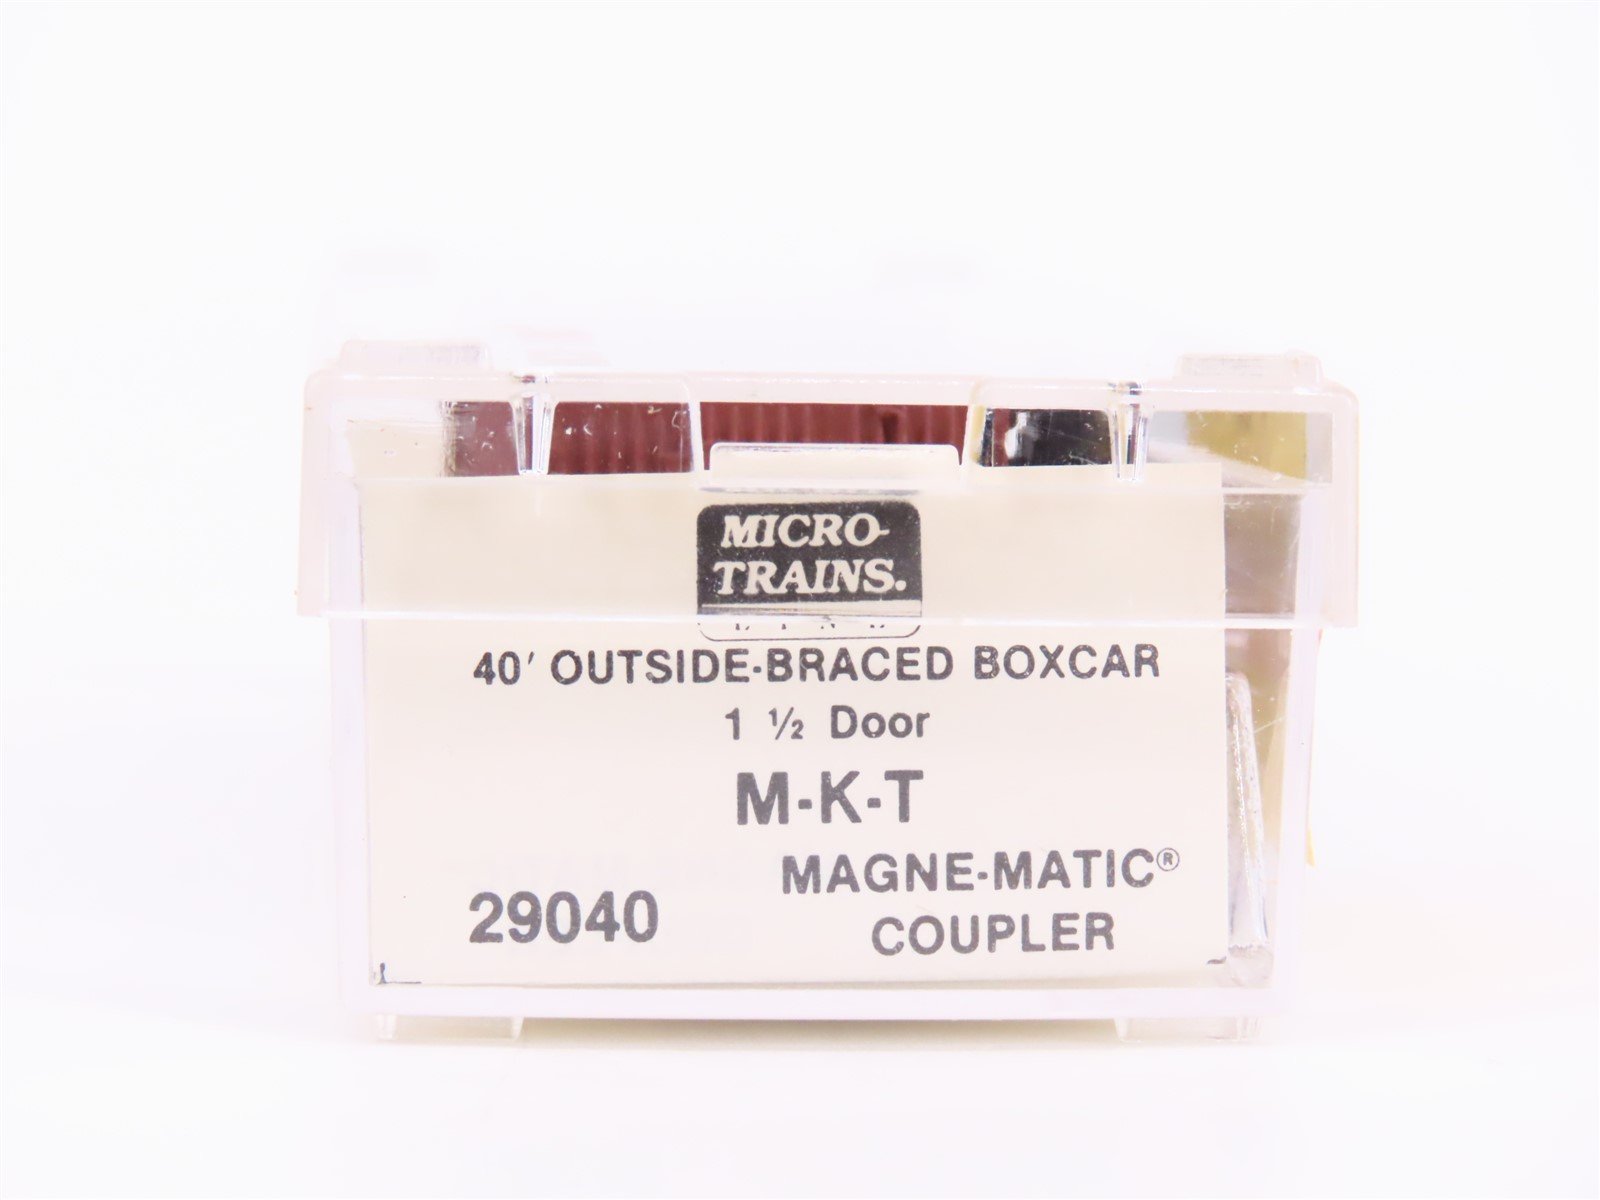 MICRO-
TRAINS.
40' OUTSIDE-BRACED BOXCAR
1 ½ Door
M-K-T
MAGNE-MATIC®
29040
COUPLER